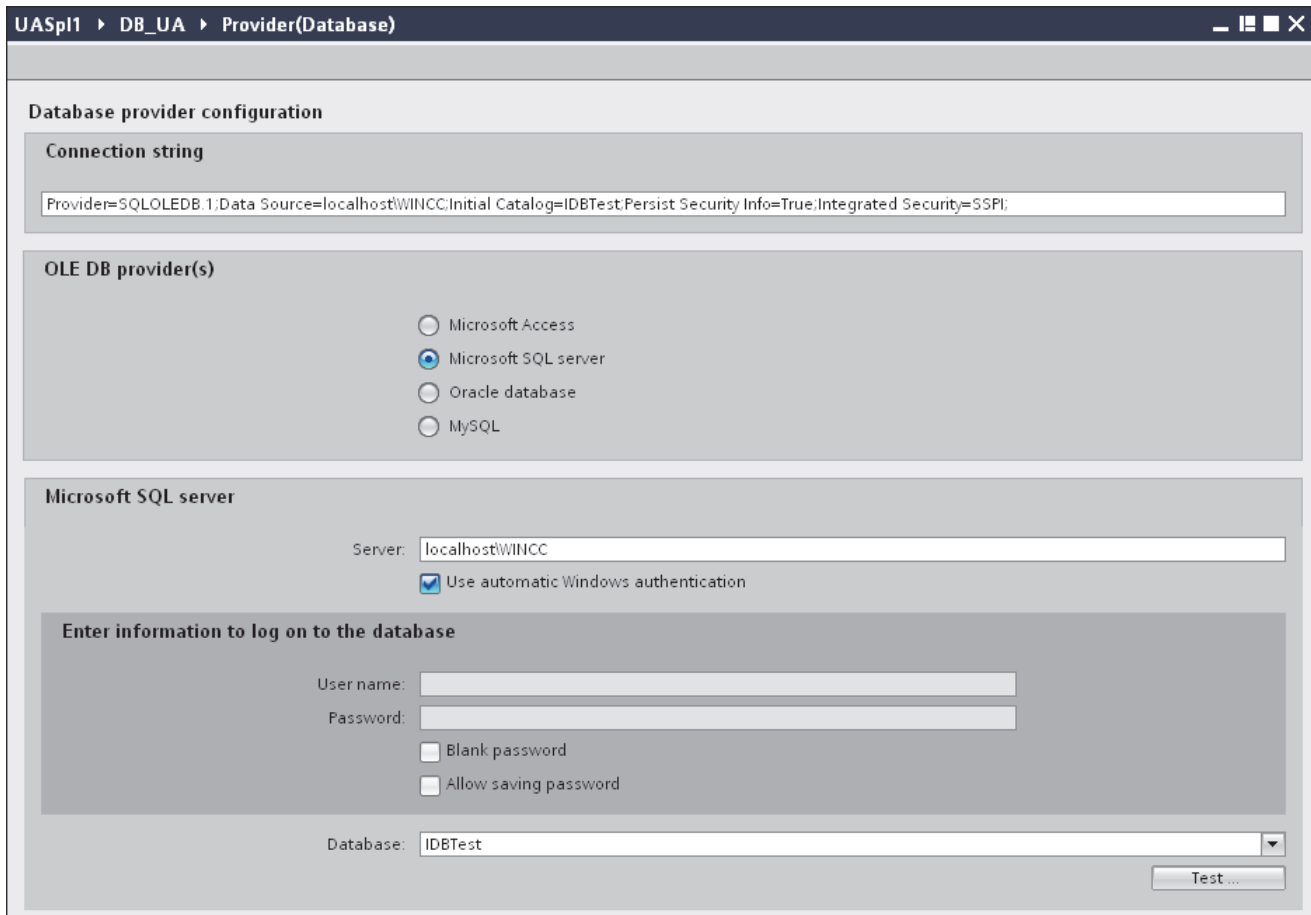 UASpl1 ▸ DB_UA ▸ Provider(Database)
Database provider configuration
Connection string
Provider=SQLOLEDB.1;Data Source=localhost\WINCC;Initial Catalog=IDBTest;Persist Security Info=True;Integrated Security=SSPI;
OLE DB provider(s)
Microsoft Access
Microsoft SQL server
Oracle database
MySQL
Microsoft SQL server
Server: localhost\WINCC
Use automatic Windows authentication
Enter information to log on to the database
User name:
Password:
Blank password
Allow saving password
Database: IDBTest
Test ...